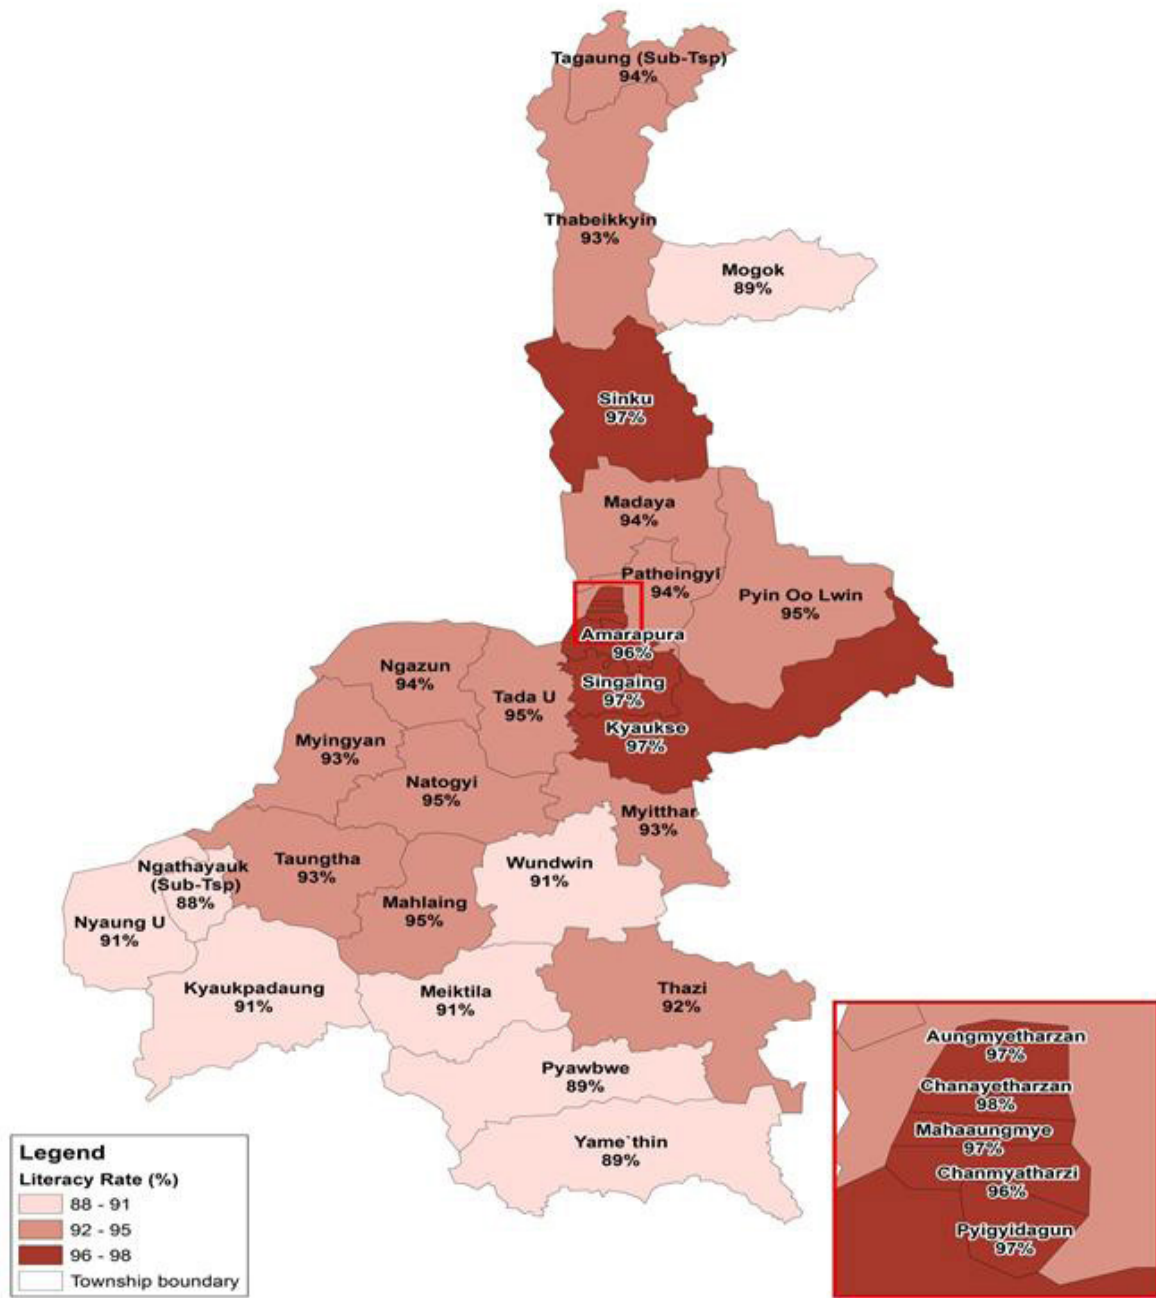 Tagaung (Sub-Tsp)
94%
Thabeikkyin
93%
Mogok
89%
Sinku
97%
Madaya
94%
Patheingyi
94%
Pyin Oo Lwin
95%
Amarapura
96%
Ngazun
94%
Tada U
95%
Singaing
97%
Kyaukse
97%
Myingyan
93%
Natogyi
95%
Myitthar
93%
Taungtha
93%
Ngathayauk
(Sub-Tsp)
88%
Wundwin
91%
Mahlaing
95%
Nyaung U
91%
Kyaukpadaung
91%
Meiktila
91%
Thazi
92%
Pyawbwe
89%
Yame`thin
89%
Aungmyetharzan
97%
Chanayetharzan
98%
Mahaaungmye
97%
Chanmyatharzi
96%
Pyigyidagun
97%
Legend
Literacy Rate (%)
88 - 91
92 - 95
96 - 98
Township boundary